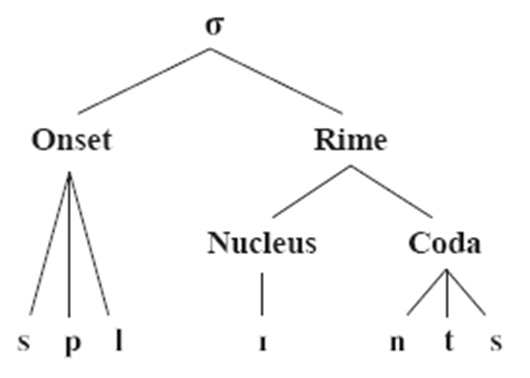 σ
Onset Rime
Nucleus Coda
s p l ɪ n t s